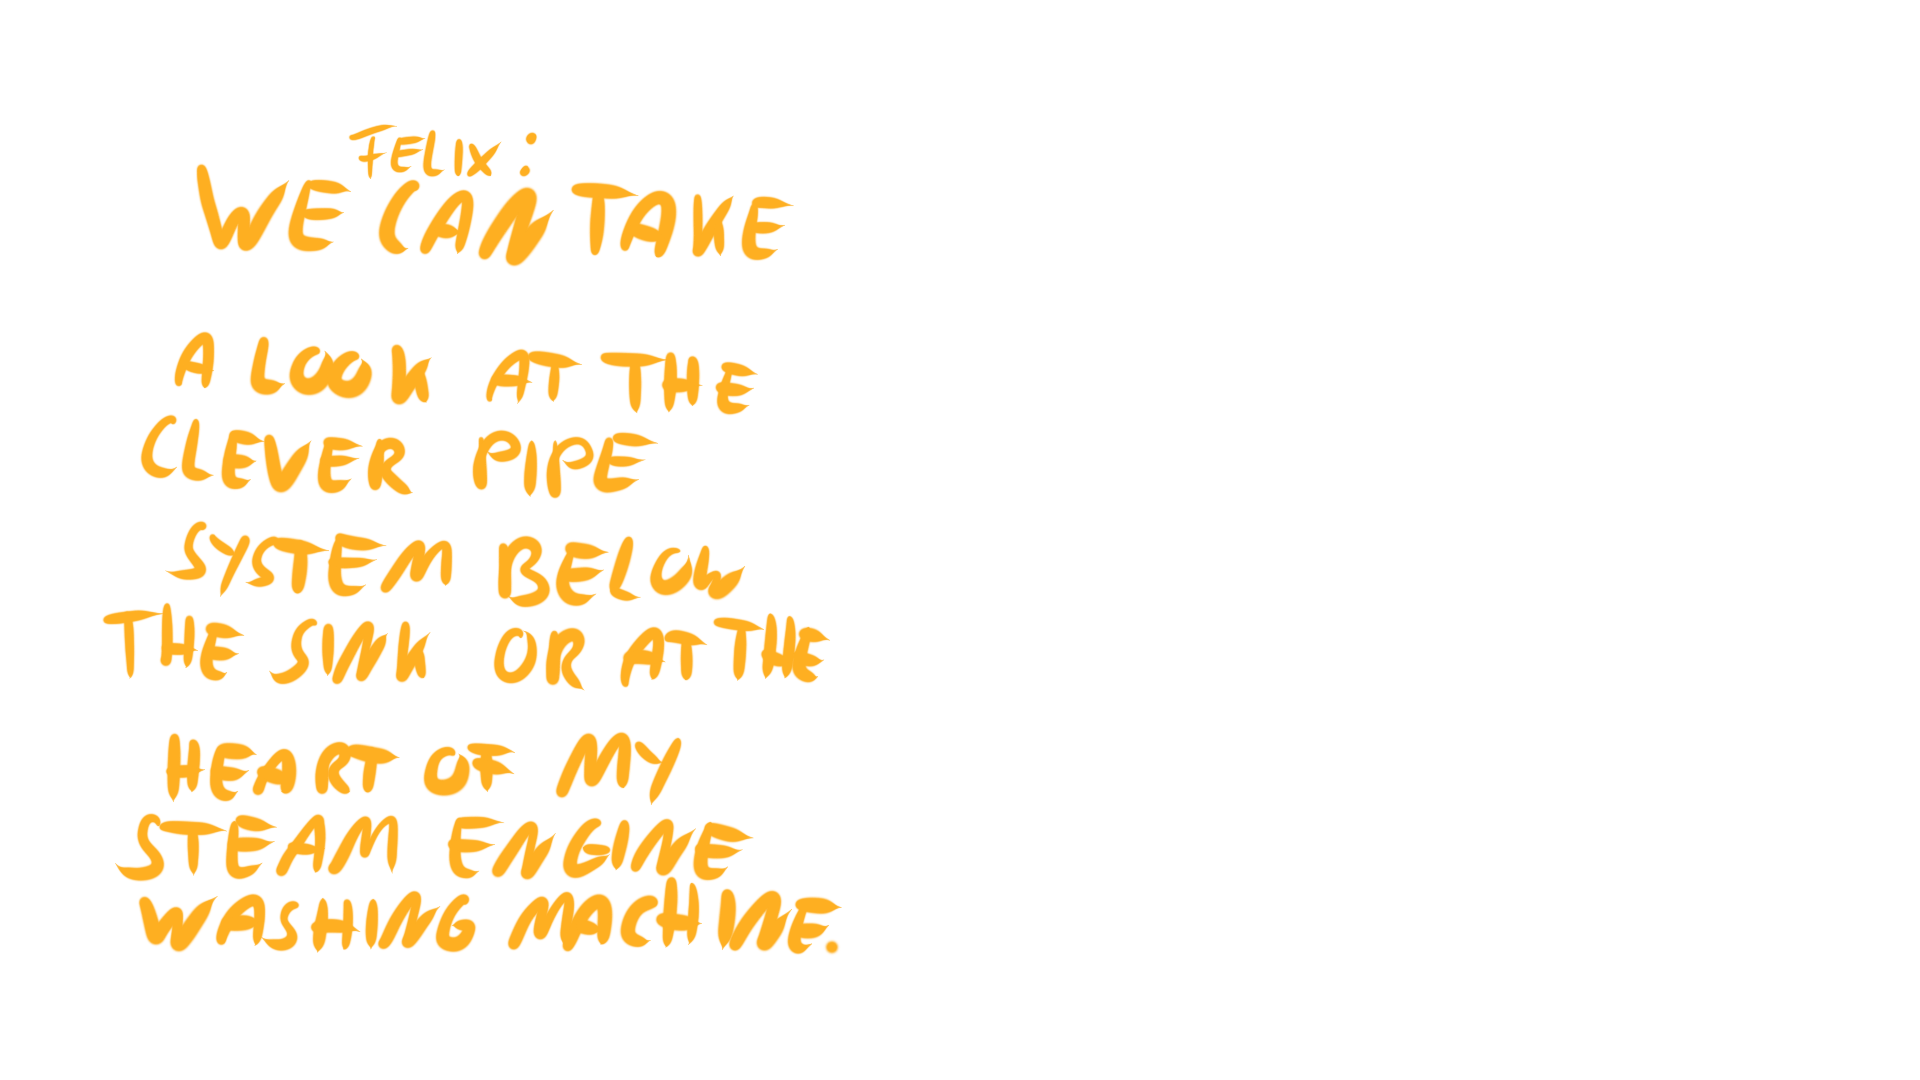 FELIX:
WE CAN TAKE
A LOOK AT THE
CLEVER PIPE
SYSTEM BELOW
THE SINK OR AT THE
HEART OF MY
STEAM ENGINE
WASHING MACHINE.